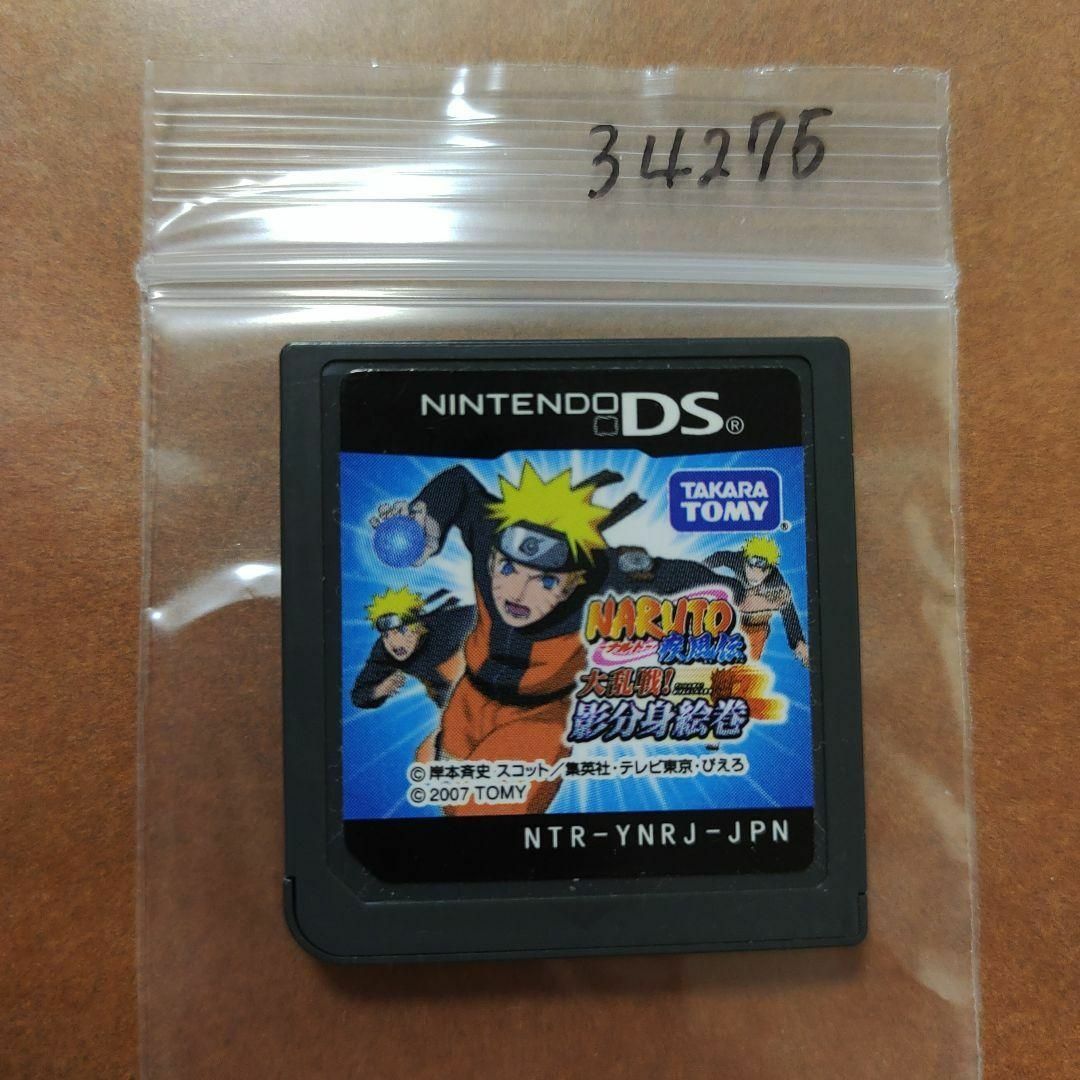 34275
NINTENDO DS®
TAKARA
TOMY®
NARUTO
ナルト
疾風伝
大乱戦!
影分身絵巻
© 岸本斉史 スコット/集英社・テレビ東京・ぴえろ
© 2007 TOMY
NTR-YNRJ-JPN